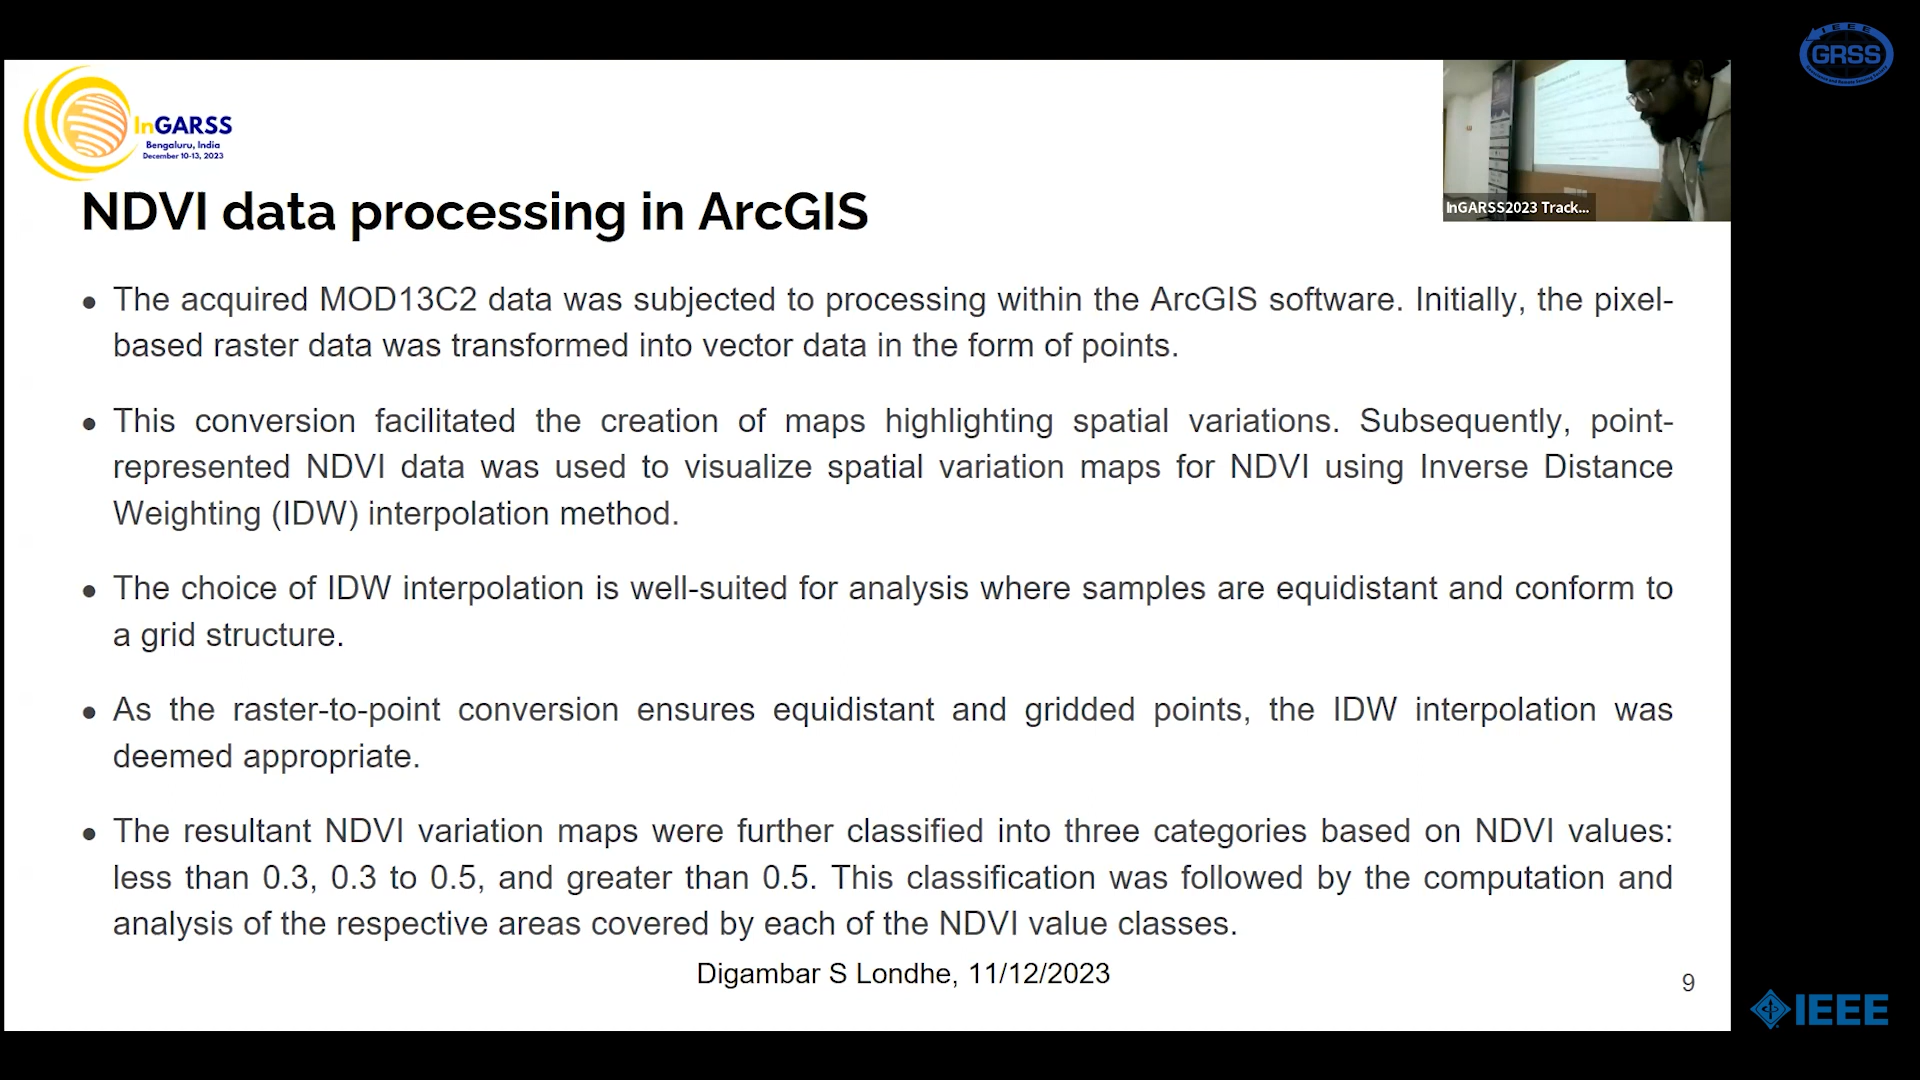 IEEE
GRSS
InGARSS
Bengaluru, India
December 10-13, 2023
InGARSS2023 Track...
NDVI data processing in ArcGIS
● The acquired MOD13C2 data was subjected to processing within the ArcGIS software. Initially, the pixel-
based raster data was transformed into vector data in the form of points.
● This conversion facilitated the creation of maps highlighting spatial variations. Subsequently, point-
represented NDVI data was used to visualize spatial variation maps for NDVI using Inverse Distance
Weighting (IDW) interpolation method.
● The choice of IDW interpolation is well-suited for analysis where samples are equidistant and conform to
a grid structure.
● As the raster-to-point conversion ensures equidistant and gridded points, the IDW interpolation was
deemed appropriate.
● The resultant NDVI variation maps were further classified into three categories based on NDVI values:
less than 0.3, 0.3 to 0.5, and greater than 0.5. This classification was followed by the computation and
analysis of the respective areas covered by each of the NDVI value classes.
Digambar S Londhe, 11/12/2023
9
IEEE